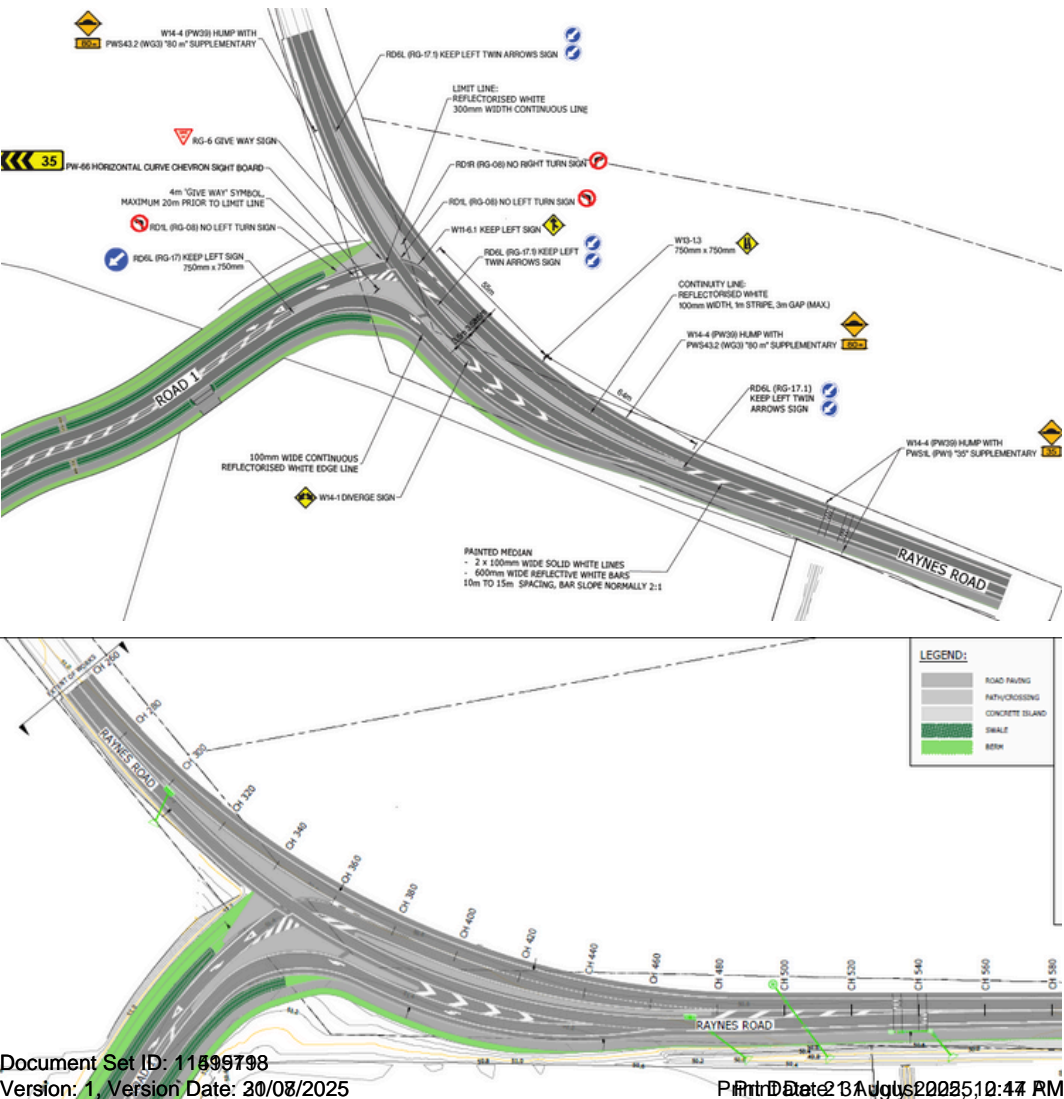 W14-4 (PW39) HUMP WITH
PWS43.2 (WG3) "80 m" SUPPLEMENTARY
80m
RD6L (RG-17.1) KEEP LEFT TWIN ARROWS SIGN
LIMIT LINE:
REFLECTORISED WHITE
300mm WIDTH CONTINUOUS LINE
RG-6 GIVE WAY SIGN
35
PW-66 HORIZONTAL CURVE CHEVRON SIGHT BOARD
RD1R (RG-08) NO RIGHT TURN SIGN
4m 'GIVE WAY' SYMBOL,
MAXIMUM 20m PRIOR TO LIMIT LINE
RD1L (RG-08) NO LEFT TURN SIGN
RD1L (RG-08) NO LEFT TURN SIGN
W11-6.1 KEEP LEFT SIGN
RD6L (RG-17) KEEP LEFT SIGN
750mm x 750mm
RD6L (RG-17.1) KEEP LEFT
TWIN ARROWS SIGN
W13-1.3
750mm x 750mm
55m
CONTINUITY LINE:
REFLECTORISED WHITE
100mm WIDTH, 1m STRIPE, 3m GAP (MAX.)
W14-4 (PW39) HUMP WITH
PWS43.2 (WG3) "80 m" SUPPLEMENTARY
80m
64m
ROAD 1
RD6L (RG-17.1)
KEEP LEFT TWIN
ARROWS SIGN
W14-4 (PW39) HUMP WITH
PWS1L (PW1) "35" SUPPLEMENTARY
35
100mm WIDE CONTINUOUS
REFLECTORISED WHITE EDGE LINE
W14-1 DIVERGE SIGN
PAINTED MEDIAN
- 2 x 100mm WIDE SOLID WHITE LINES
- 600mm WIDE REFLECTIVE WHITE BARS
10m TO 15m SPACING, BAR SLOPE NORMALLY 2:1
RAYNES ROAD
EXTENT OF WORKS
CH 260
CH 280
CH 300
CH 320
CH 340
CH 360
CH 380
CH 400
CH 420
CH 440
CH 460
CH 480
CH 500
CH 520
CH 540
CH 560
CH 580
RAYNES ROAD
RAYNES ROAD
LEGEND:
ROAD PAVING
PATH/CROSSING
CONCRETE ISLAND
SWALE
BERM
Document Set ID:
Version: 1, Version Date: